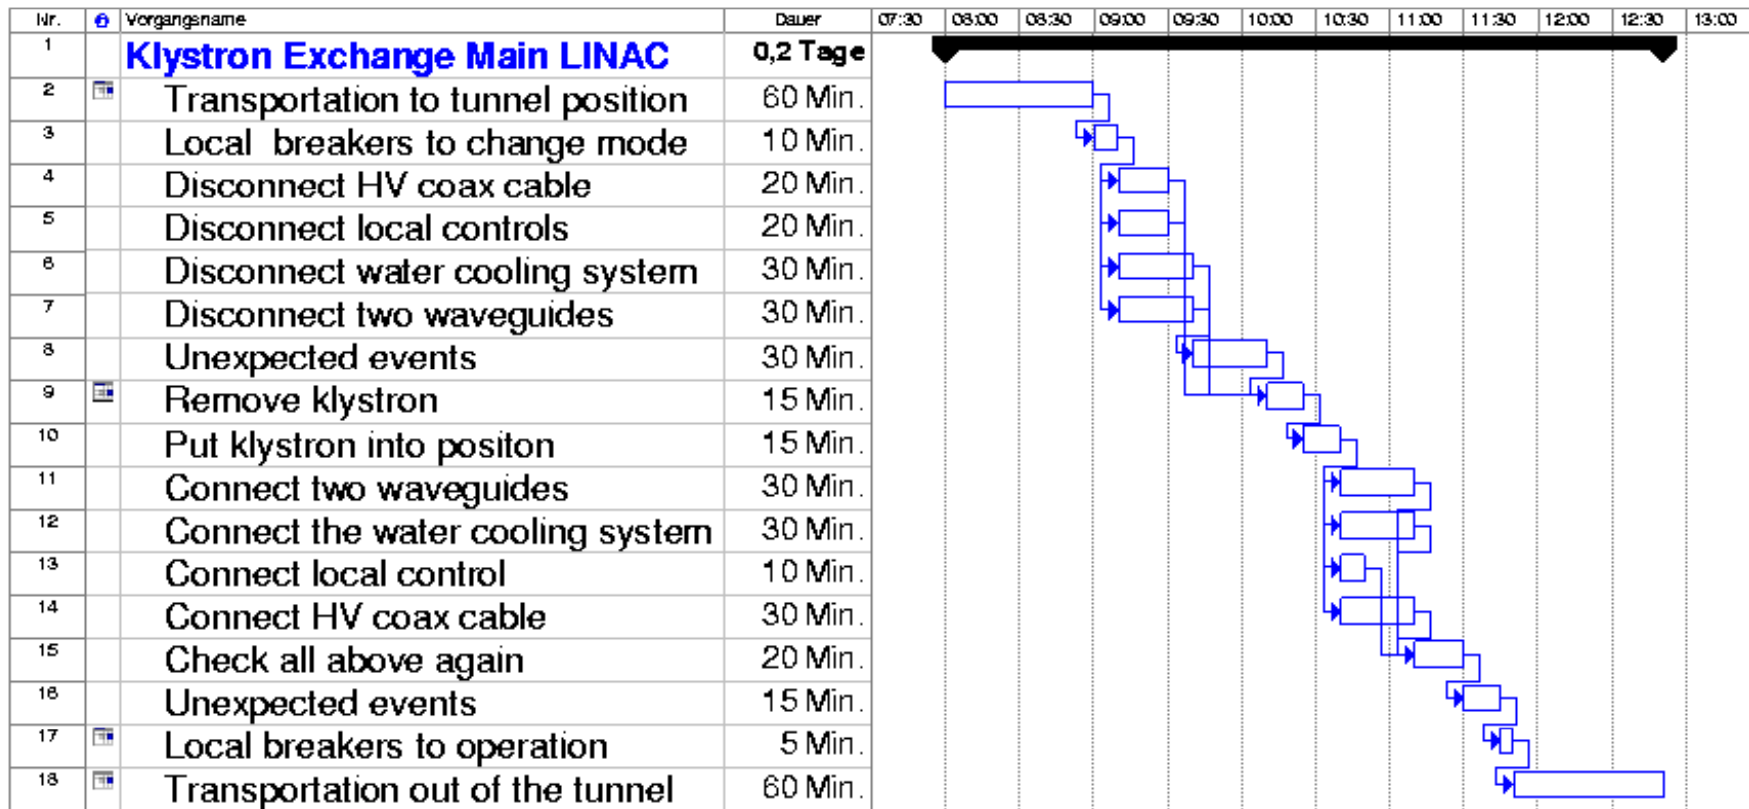 Nr. Vorgangsname Dauer 07:30 08:00 08:30 09:00 09:30 10:00 10:30 11:00 11:30 12:00 12:30 13:00
1 Klystron Exchange Main LINAC 0,2 Tage
2 Transportation to tunnel position 60 Min.
3 Local breakers to change mode 10 Min.
4 Disconnect HV coax cable 20 Min.
5 Disconnect local controls 20 Min.
6 Disconnect water cooling system 30 Min.
7 Disconnect two waveguides 30 Min.
8 Unexpected events 30 Min.
9 Remove klystron 15 Min.
10 Put klystron into positon 15 Min.
11 Connect two waveguides 30 Min.
12 Connect the water cooling system 30 Min.
13 Connect local control 10 Min.
14 Connect HV coax cable 30 Min.
15 Check all above again 20 Min.
16 Unexpected events 15 Min.
17 Local breakers to operation 5 Min.
18 Transportation out of the tunnel 60 Min.